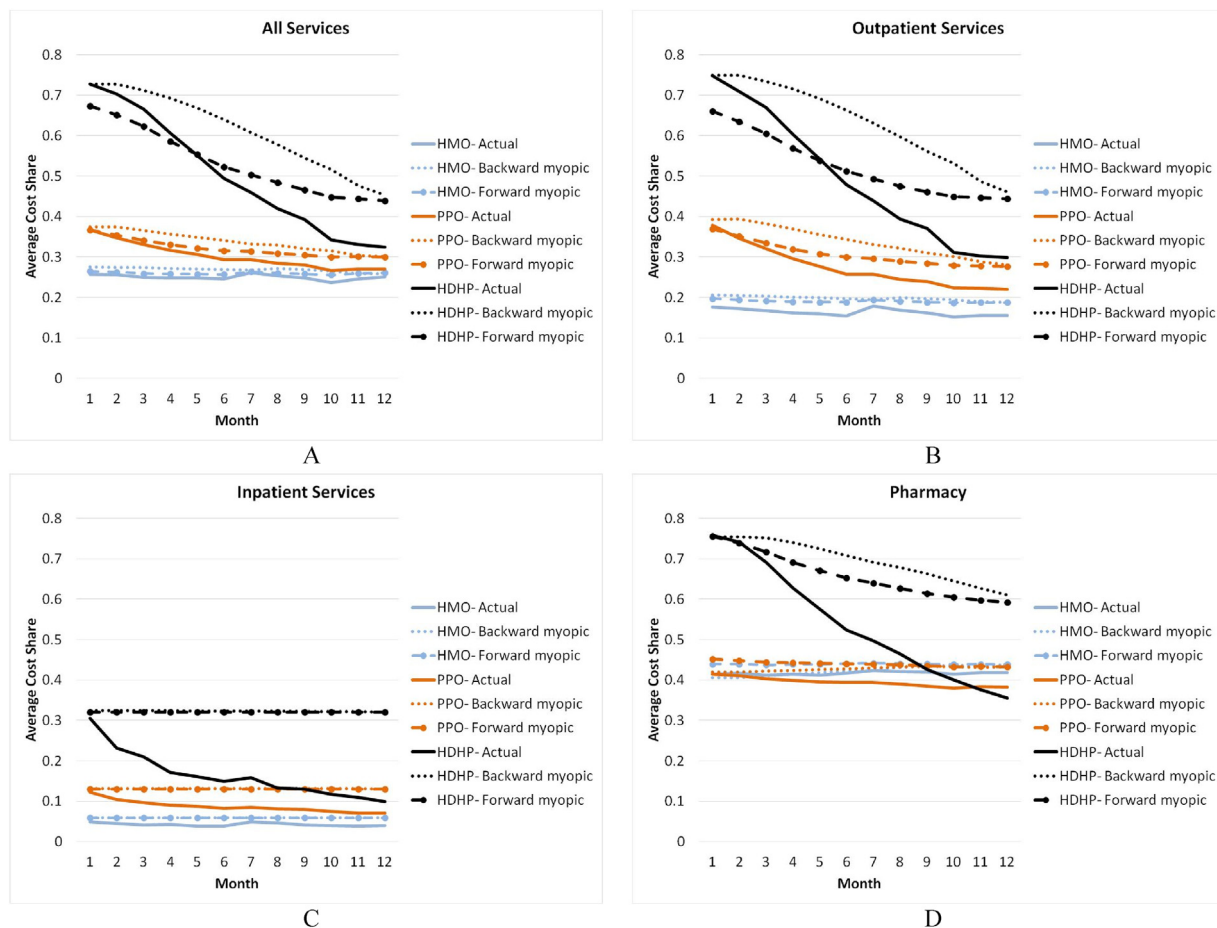 All Services
0.8
0.7
0.6
0.5
0.4
0.3
0.2
0.1
0
Average Cost Share
1 2 3 4 5 6 7 8 9 10 11 12
Month
HMO- Actual
HMO- Backward myopic
HMO- Forward myopic
PPO- Actual
PPO- Backward myopic
PPO- Forward myopic
HDHP- Actual
HDHP- Backward myopic
HDHP- Forward myopic
A
Outpatient Services
0.8
0.7
0.6
0.5
0.4
0.3
0.2
0.1
0
Average Cost Share
1 2 3 4 5 6 7 8 9 10 11 12
Month
HMO- Actual
HMO- Backward myopic
HMO- Forward myopic
PPO- Actual
PPO- Backward myopic
PPO- Forward myopic
HDHP- Actual
HDHP- Backward myopic
HDHP- Forward myopic
B
Inpatient Services
0.8
0.7
0.6
0.5
0.4
0.3
0.2
0.1
0
Average Cost Share
1 2 3 4 5 6 7 8 9 10 11 12
Month
HMO- Actual
HMO- Backward myopic
HMO- Forward myopic
PPO- Actual
PPO- Backward myopic
PPO- Forward myopic
HDHP- Actual
HDHP- Backward myopic
HDHP- Forward myopic
C
Pharmacy
0.8
0.7
0.6
0.5
0.4
0.3
0.2
0.1
0
Average Cost Share
1 2 3 4 5 6 7 8 9 10 11 12
Month
HMO- Actual
HMO- Backward myopic
HMO- Forward myopic
PPO- Actual
PPO- Backward myopic
PPO- Forward myopic
HDHP- Actual
HDHP- Backward myopic
HDHP- Forward myopic
D